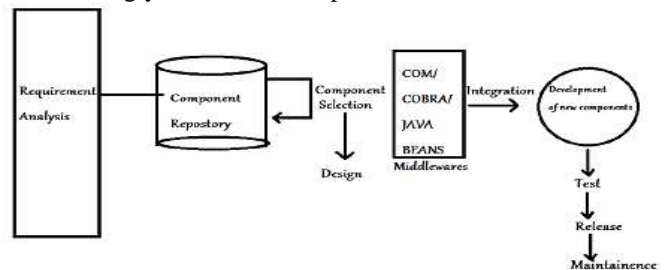 Requirement
Analysis
Component
Repostory
Component
Selection
Design
COM/
COBRA/
JAVA
BEANS
Middlewares
Integration
Development
of new components
Test
Release
Maintainence